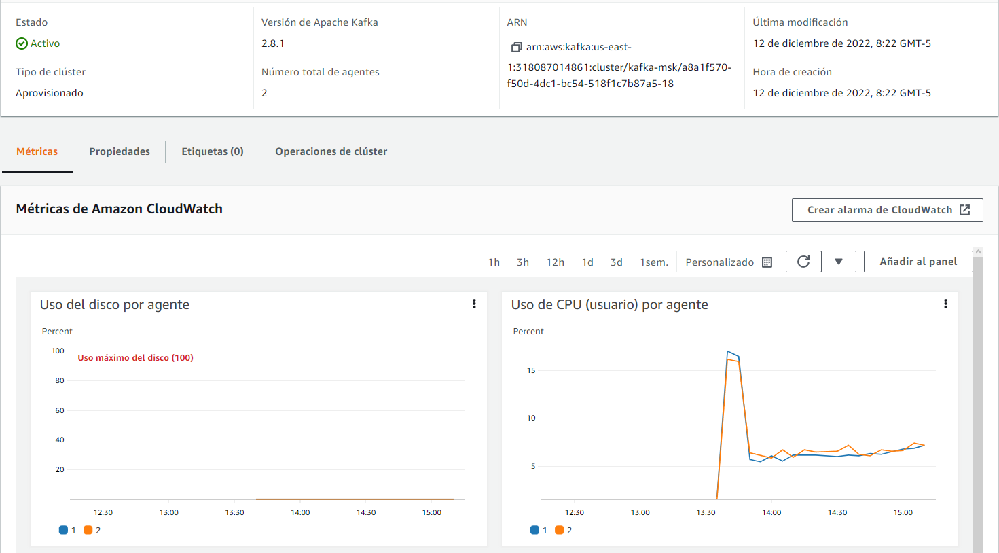 Estado
Activo
Tipo de clúster
Aprovisionado
Versión de Apache Kafka
2.8.1
Número total de agentes
2
ARN
arn:aws:kafka:us-east-
1:318087014861:cluster/kafka-msk/a8a1f570-
f50d-4dc1-bc54-518f1c7b87a5-18
Última modificación
12 de diciembre de 2022, 8:22 GMT-5
Hora de creación
12 de diciembre de 2022, 8:22 GMT-5
Métricas
Propiedades
Etiquetas (0)
Operaciones de clúster
Métricas de Amazon CloudWatch
Crear alarma de CloudWatch
1h 3h 12h 1d 3d 1sem. Personalizado
Añadir al panel
Uso del disco por agente
Percent
100
Uso máximo del disco (100)
80
60
40
20
12:30 13:00 13:30 14:00 14:30 15:00
1 2
Uso de CPU (usuario) por agente
Percent
15
10
5
12:30 13:00 13:30 14:00 14:30 15:00
1 2